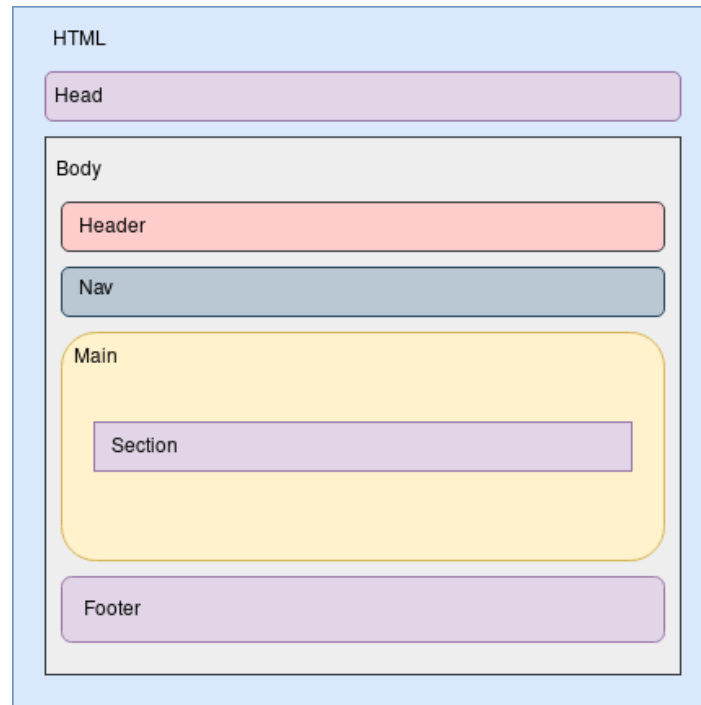 HTML
Head
Body
Header
Nav
Main
Section
Footer